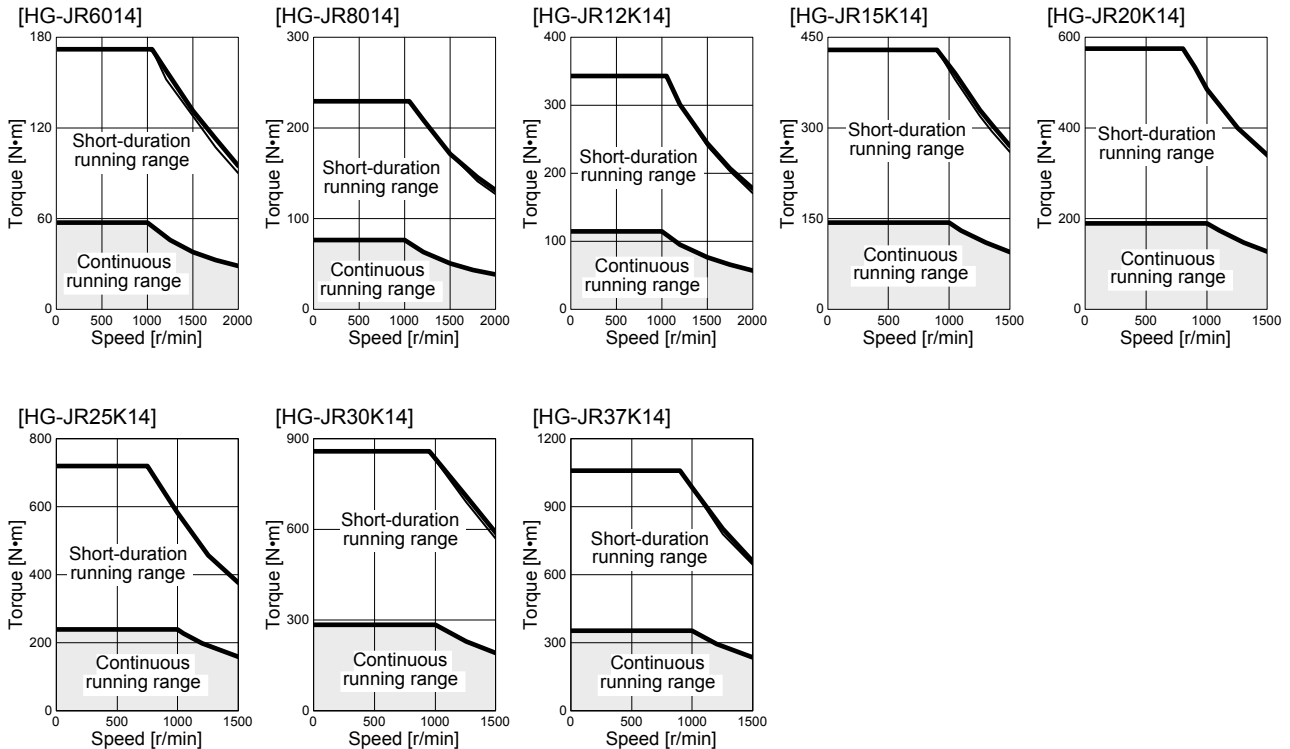 [HG-JR6014]
180
120
60
0
Torque [N•m]
Short-duration
running range
Continuous
running range
0 500 1000 1500 2000
Speed [r/min]
[HG-JR8014]
300
200
100
0
Torque [N•m]
Short-duration
running range
Continuous
running range
0 500 1000 1500 2000
Speed [r/min]
[HG-JR12K14]
400
300
200
100
0
Torque [N•m]
Short-duration
running range
Continuous
running range
0 500 1000 1500 2000
Speed [r/min]
[HG-JR15K14]
450
300
150
0
Torque [N•m]
Short-duration
running range
Continuous
running range
0 500 1000 1500
Speed [r/min]
[HG-JR20K14]
600
400
200
0
Torque [N•m]
Short-duration
running range
Continuous
running range
0 500 1000 1500
Speed [r/min]
[HG-JR25K14]
800
600
400
200
0
Torque [N•m]
Short-duration
running range
Continuous
running range
0 500 1000 1500
Speed [r/min]
[HG-JR30K14]
900
600
300
0
Torque [N•m]
Short-duration
running range
Continuous
running range
0 500 1000 1500
Speed [r/min]
[HG-JR37K14]
1200
900
600
300
0
Torque [N•m]
Short-duration
running range
Continuous
running range
0 500 1000 1500
Speed [r/min]